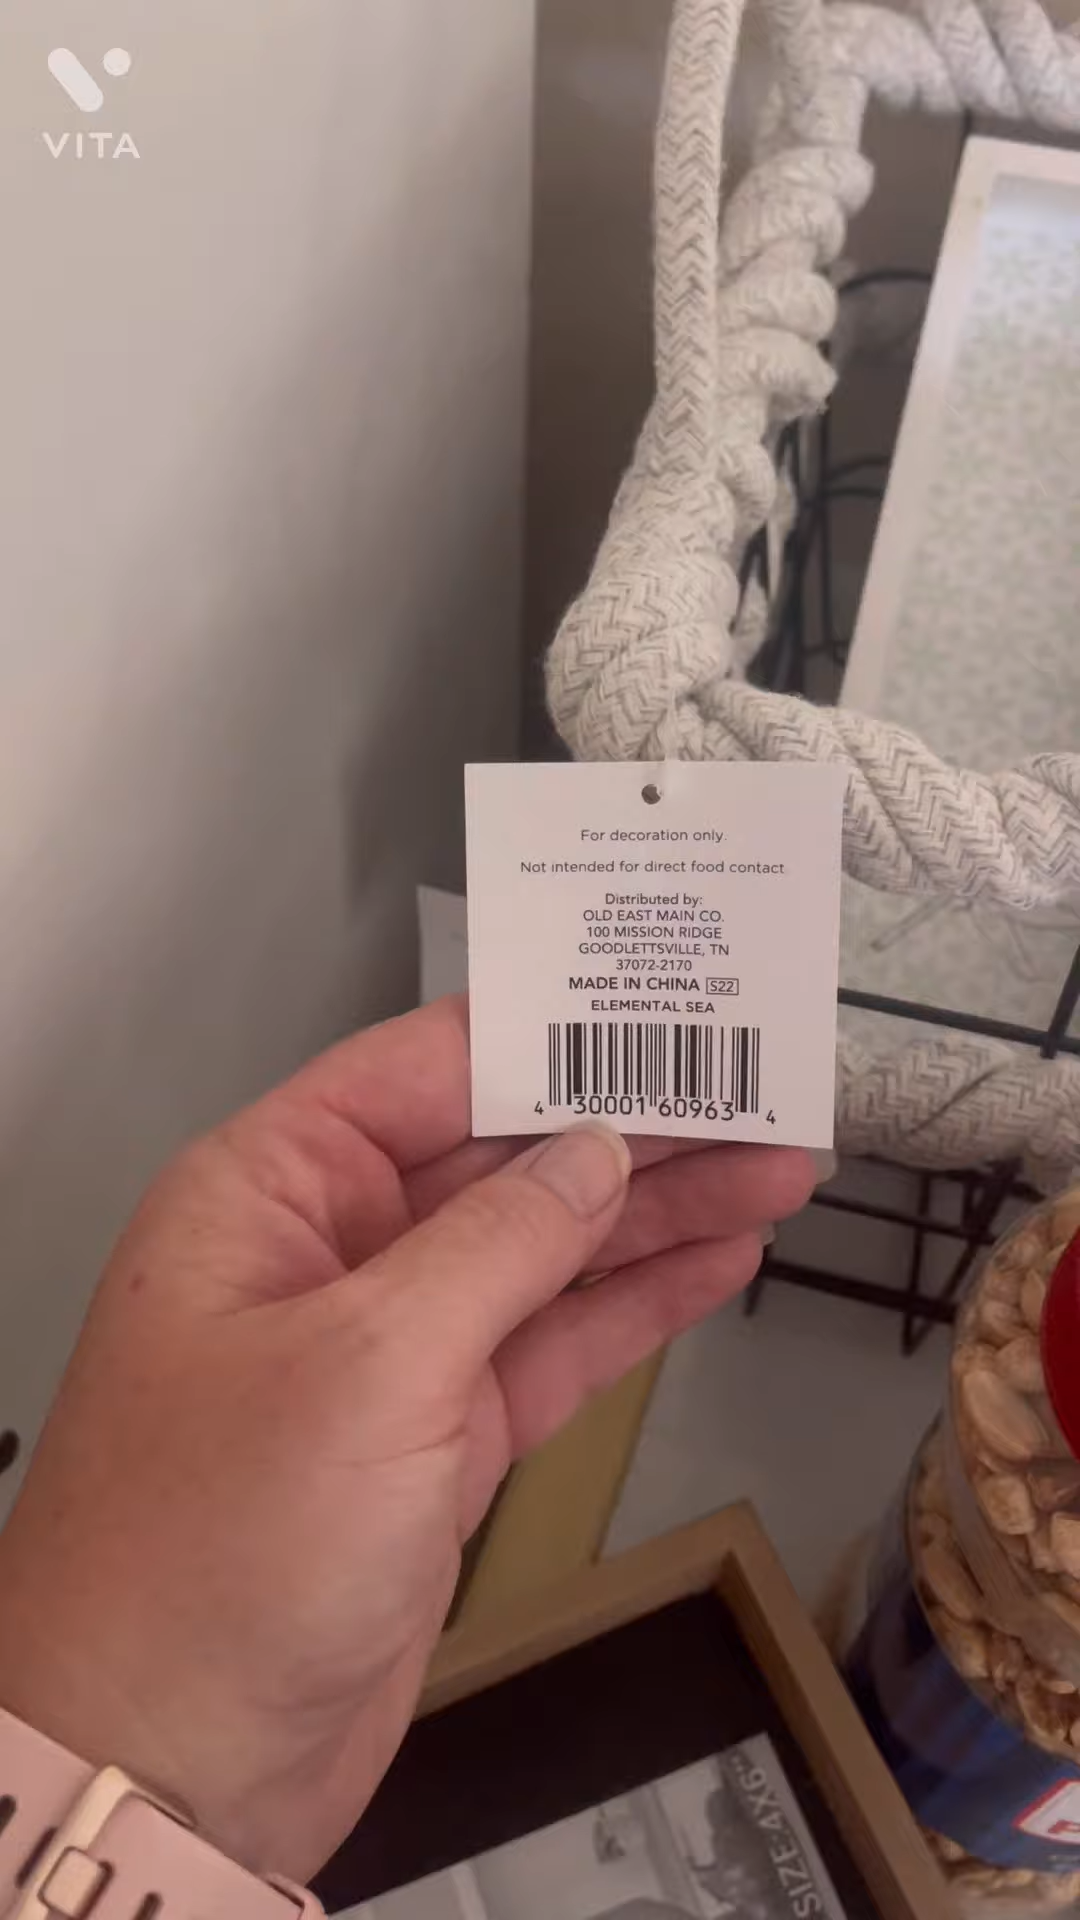 VITA
For decoration only.
Not intended for direct food contact
Distributed by:
OLD EAST MAIN CO.
100 MISSION RIDGE
GOODLETTSVILLE, TN
37072-2170
MADE IN CHINA S22
ELEMENTAL SEA
4 30001 60963 4
SIZE:4X6"